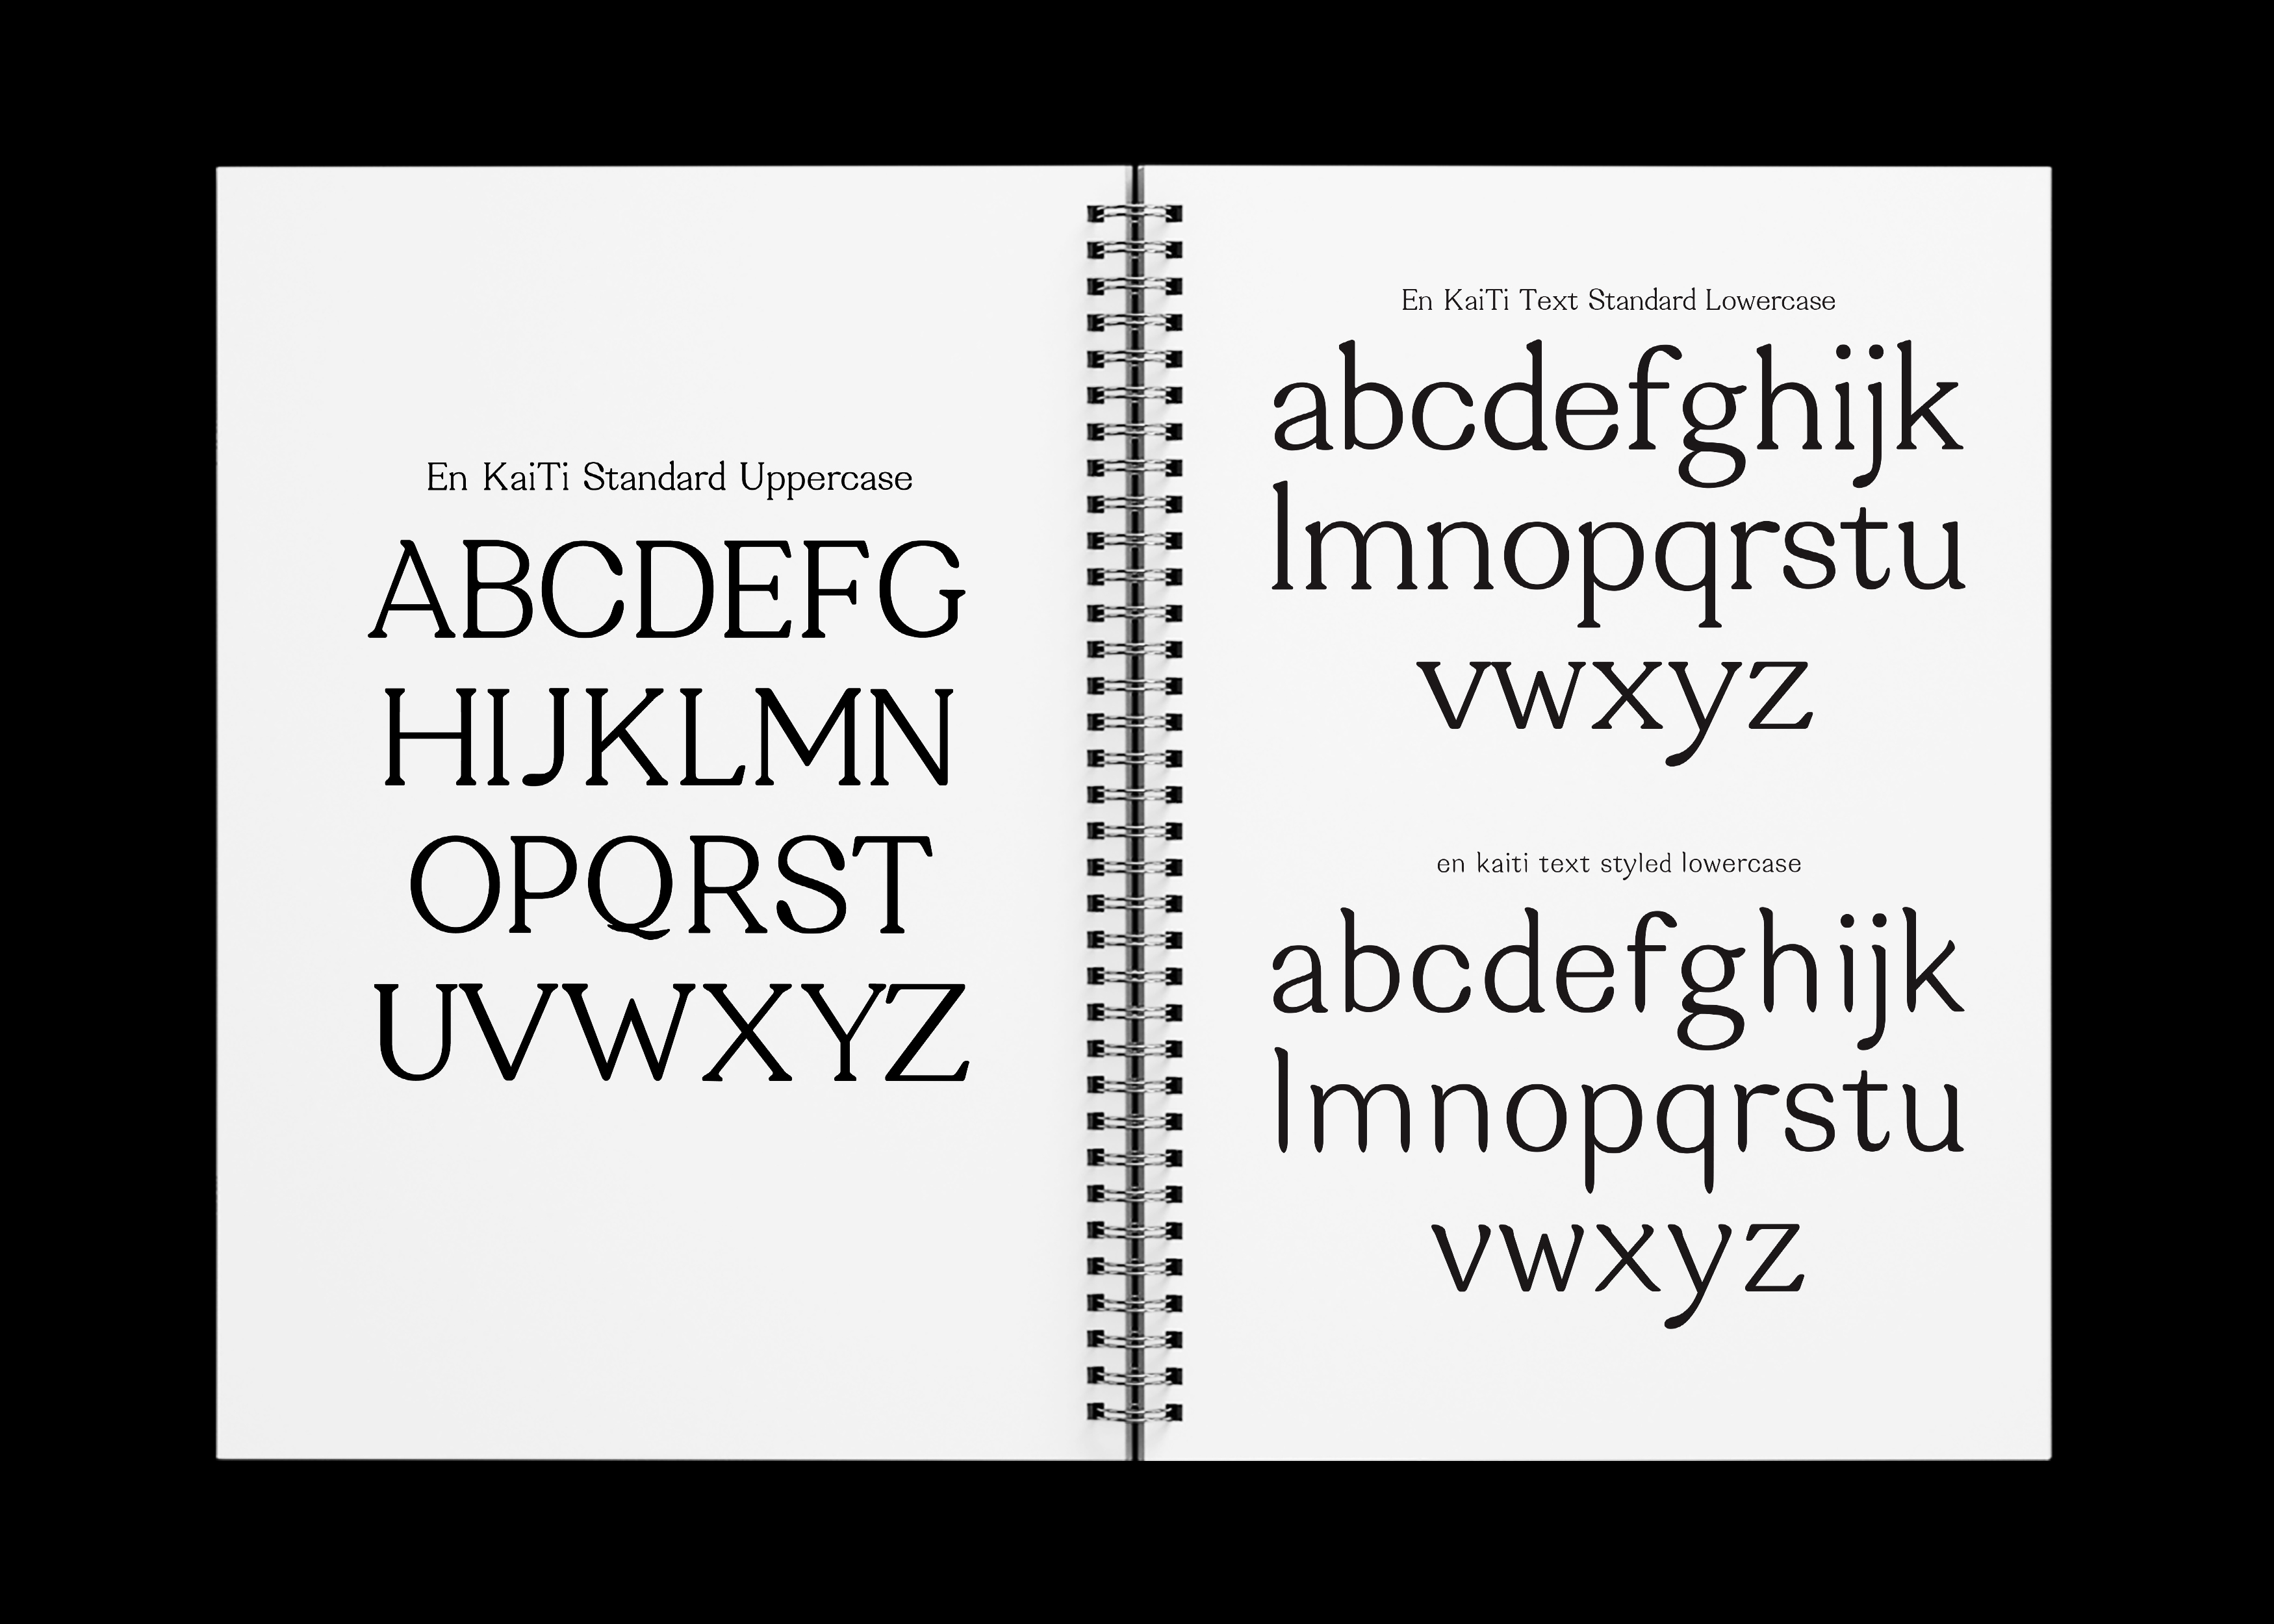 En KaiTi Standard Uppercase
ABCDEFG
HIJKLMN
OPQRST
UVWXYZ
En KaiTi Text Standard Lowercase
abcdefghijk
lmnopqrstu
vwxyz
en kaiti text styled lowercase
abcdefghijk
lmnopqrstu
vwxyz